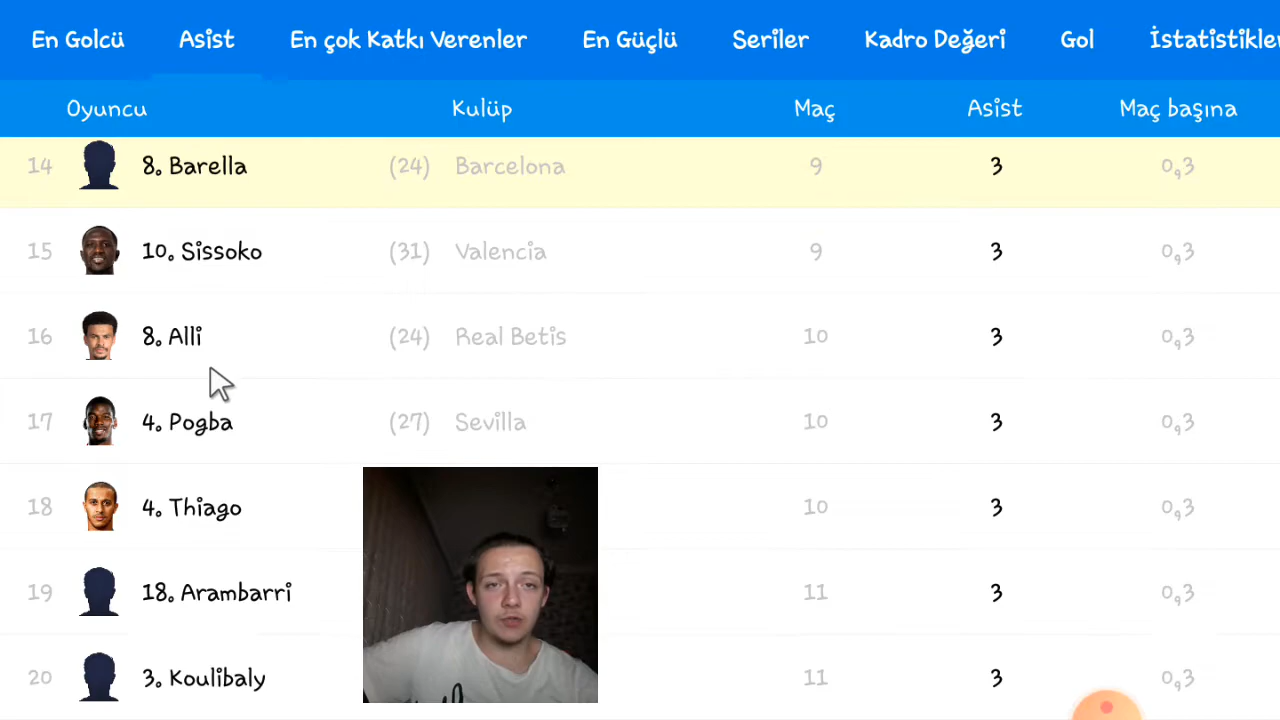 En Golcü Asist En çok Katkı Verenler En Güçlü Seriler Kadro Değeri Gol İstatistikler
Oyuncu Kulüp Maç Asist Maç başına
14 8. Barella (24) Barcelona 9 3 0,3
15 10. Sissoko (31) Valencia 9 3 0,3
16 8. Alli (24) Real Betis 10 3 0,3
17 4. Pogba (27) Sevilla 10 3 0,3
18 4. Thiago 10 3 0,3
19 18. Arambarri 11 3 0,3
20 3. Koulibaly 11 3 0,3